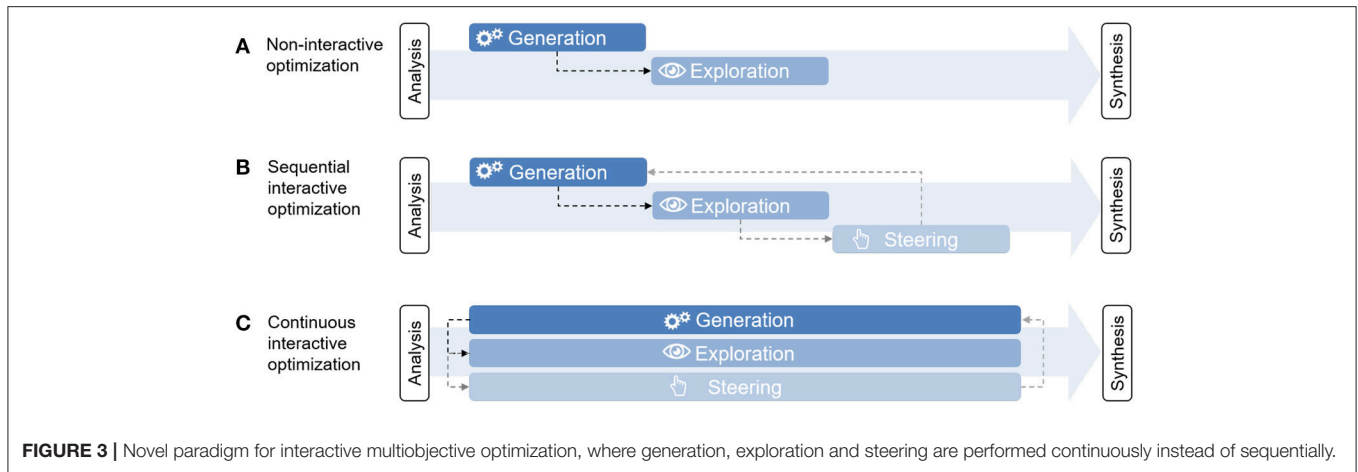 A Non-interactive
optimization
Analysis
Generation
Exploration
Synthesis
B Sequential
interactive
optimization
Analysis
Generation
Exploration
Steering
Synthesis
C Continuous
interactive
optimization
Analysis
Generation
Exploration
Steering
Synthesis
FIGURE 3 | Novel paradigm for interactive multiobjective optimization, where generation, exploration and steering are performed continuously instead of sequentially.